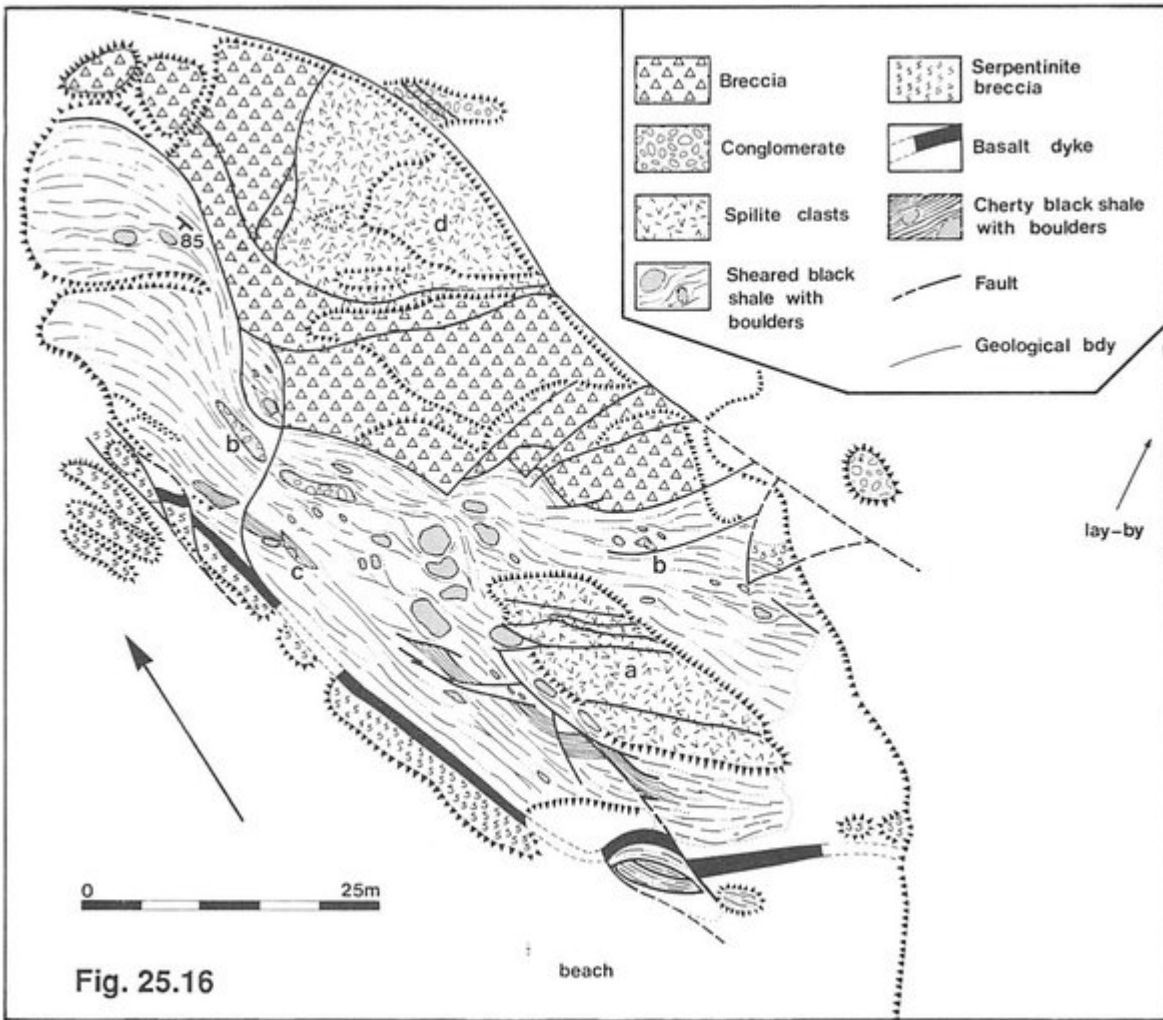 Breccia
Conglomerate
Spilite clasts
Sheared black
shale with
boulders
Serpentinite
breccia
Basalt dyke
Cherty black shale
with boulders
Fault
Geological bdy
d
85
b
c
b
a
lay-by
0
25m
beach
Fig. 25.16